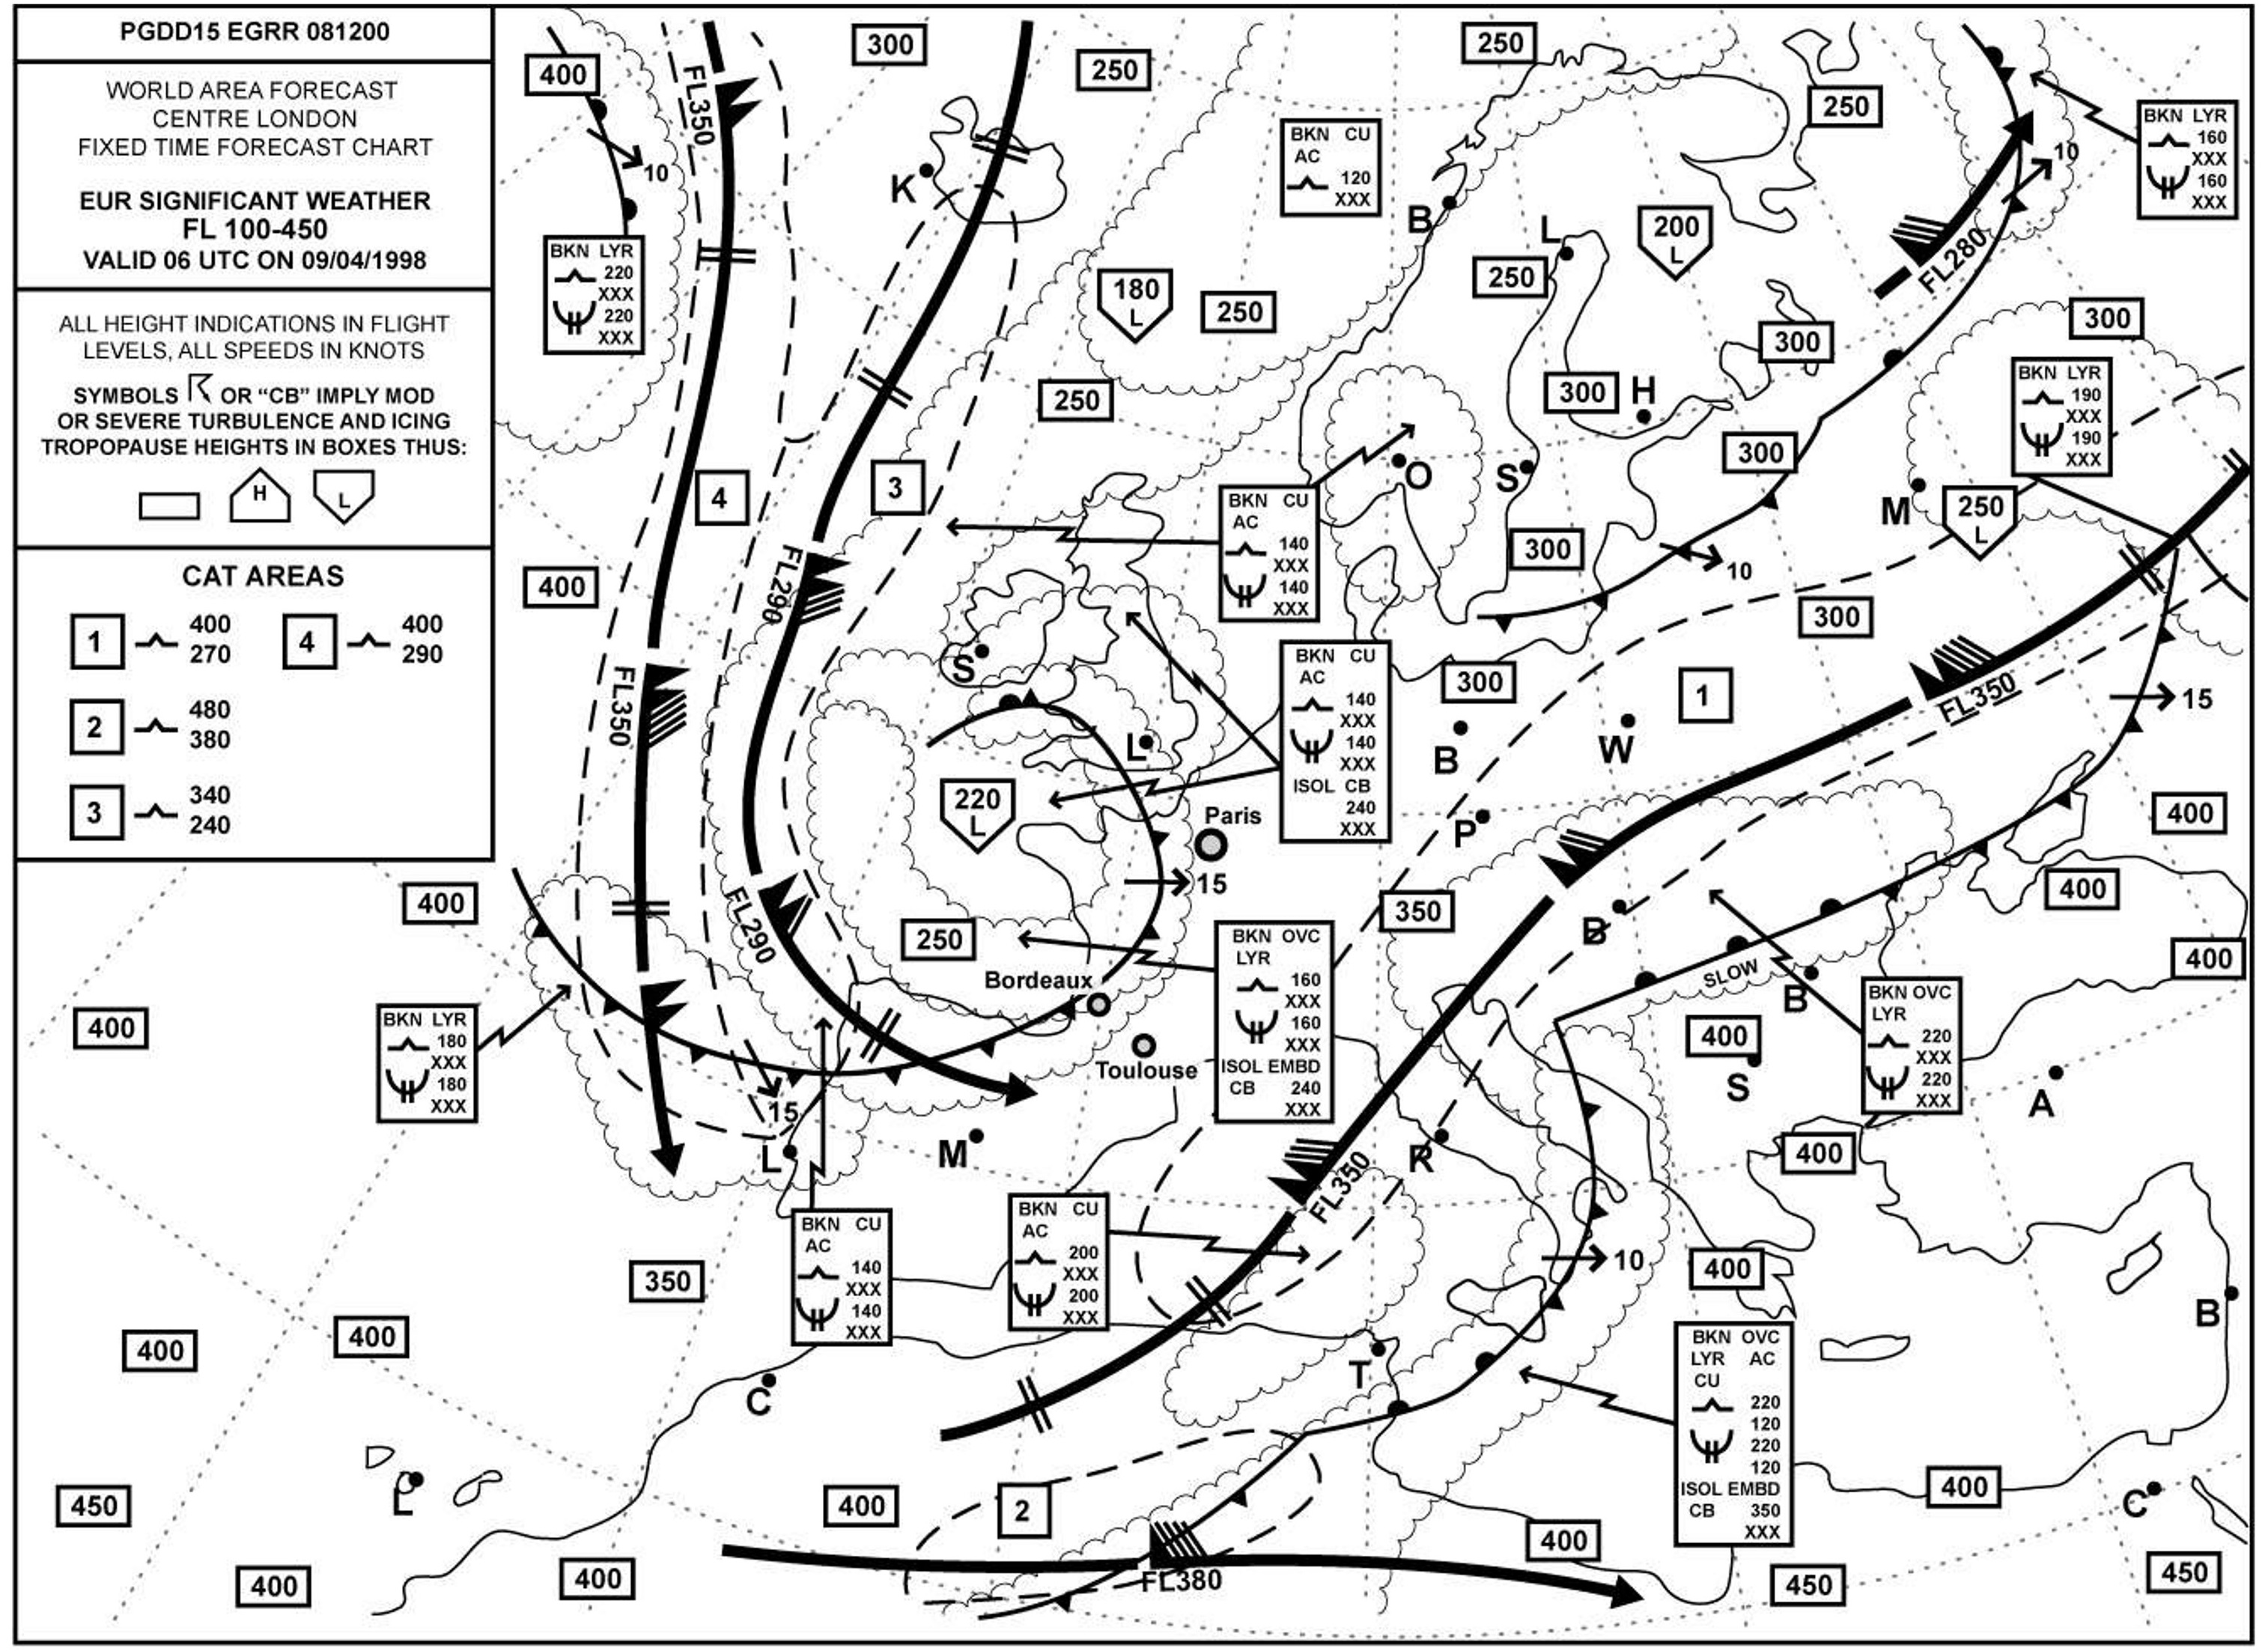 PGDD15 EGRR 081200
WORLD AREA FORECAST
CENTRE LONDON
FIXED TIME FORECAST CHART
EUR SIGNIFICANT WEATHER
FL 100-450
VALID 06 UTC ON 09/04/1998
ALL HEIGHT INDICATIONS IN FLIGHT
LEVELS, ALL SPEEDS IN KNOTS
SYMBOLS OR “CB” IMPLY MOD
OR SEVERE TURBULENCE AND ICING
TROPOPAUSE HEIGHTS IN BOXES THUS:
H
L
CAT AREAS
1 400 4 400
270 290
2 480
380
3 340
240
400
FL350
300
250
250
250
10
K
BKN CU
AC
120
XXX
B
L
200
L
BKN LYR
160
XXX
160
XXX
10
BKN LYR
220
XXX
220
XXX
180
L
250
250
FL280
300
300
250
300
H
BKN LYR
190
XXX
190
XXX
4
3
O
S
300
M
250
L
BKN CU
AC
140
XXX
140
XXX
300
10
400
FL290
300
S
BKN CU
AC
140
XXX
140
XXX
ISOL CB
240
XXX
300
1
FL350
15
FL350
L
B
W
220
L
Paris
P
400
15
400
FL290
250
350
B
400
BKN OVC
LYR
160
XXX
160
XXX
ISOL EMBD
CB 240
XXX
400
SLOW
B
Bordeaux
BKN OVC
LYR
220
XXX
220
XXX
400
BKN LYR
180
XXX
180
XXX
400
S
Toulouse
A
15
L
M
R
400
FL350
BKN CU
AC
140
XXX
140
XXX
BKN CU
AC
200
XXX
200
XXX
350
10
400
B
400
400
T
C
BKN OVC
LYR AC
CU
220
120
220
120
ISOL EMBD
CB 350
XXX
L
450
400
2
400
C
400
400
400
FL380
450
450